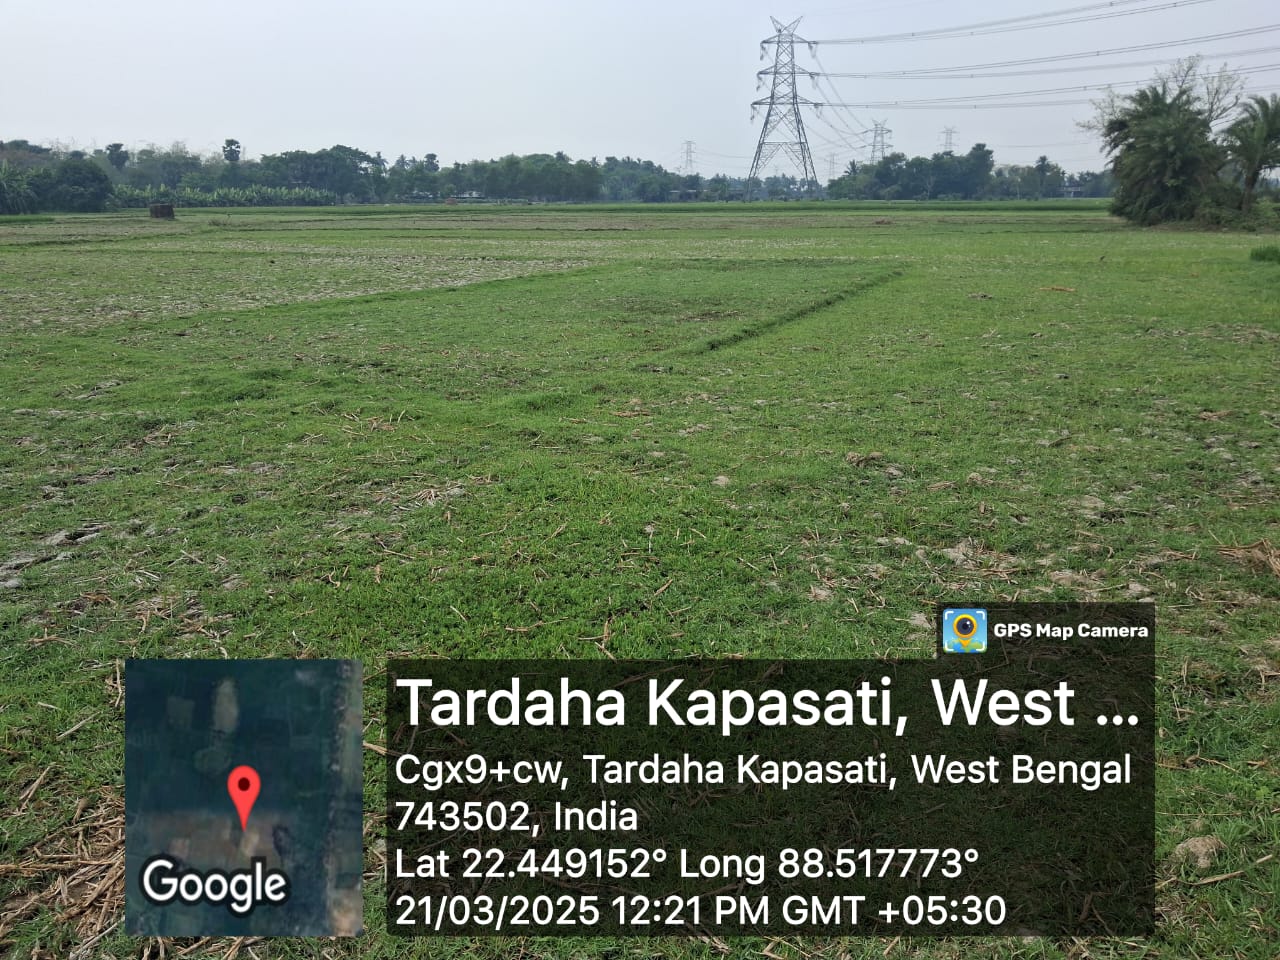 GPS Map Camera
Tardaha Kapasati, West ...
Cgx9+cw, Tardaha Kapasati, West Bengal
743502, India
Lat 22.449152° Long 88.517773°
21/03/2025 12:21 PM GMT +05:30
Google